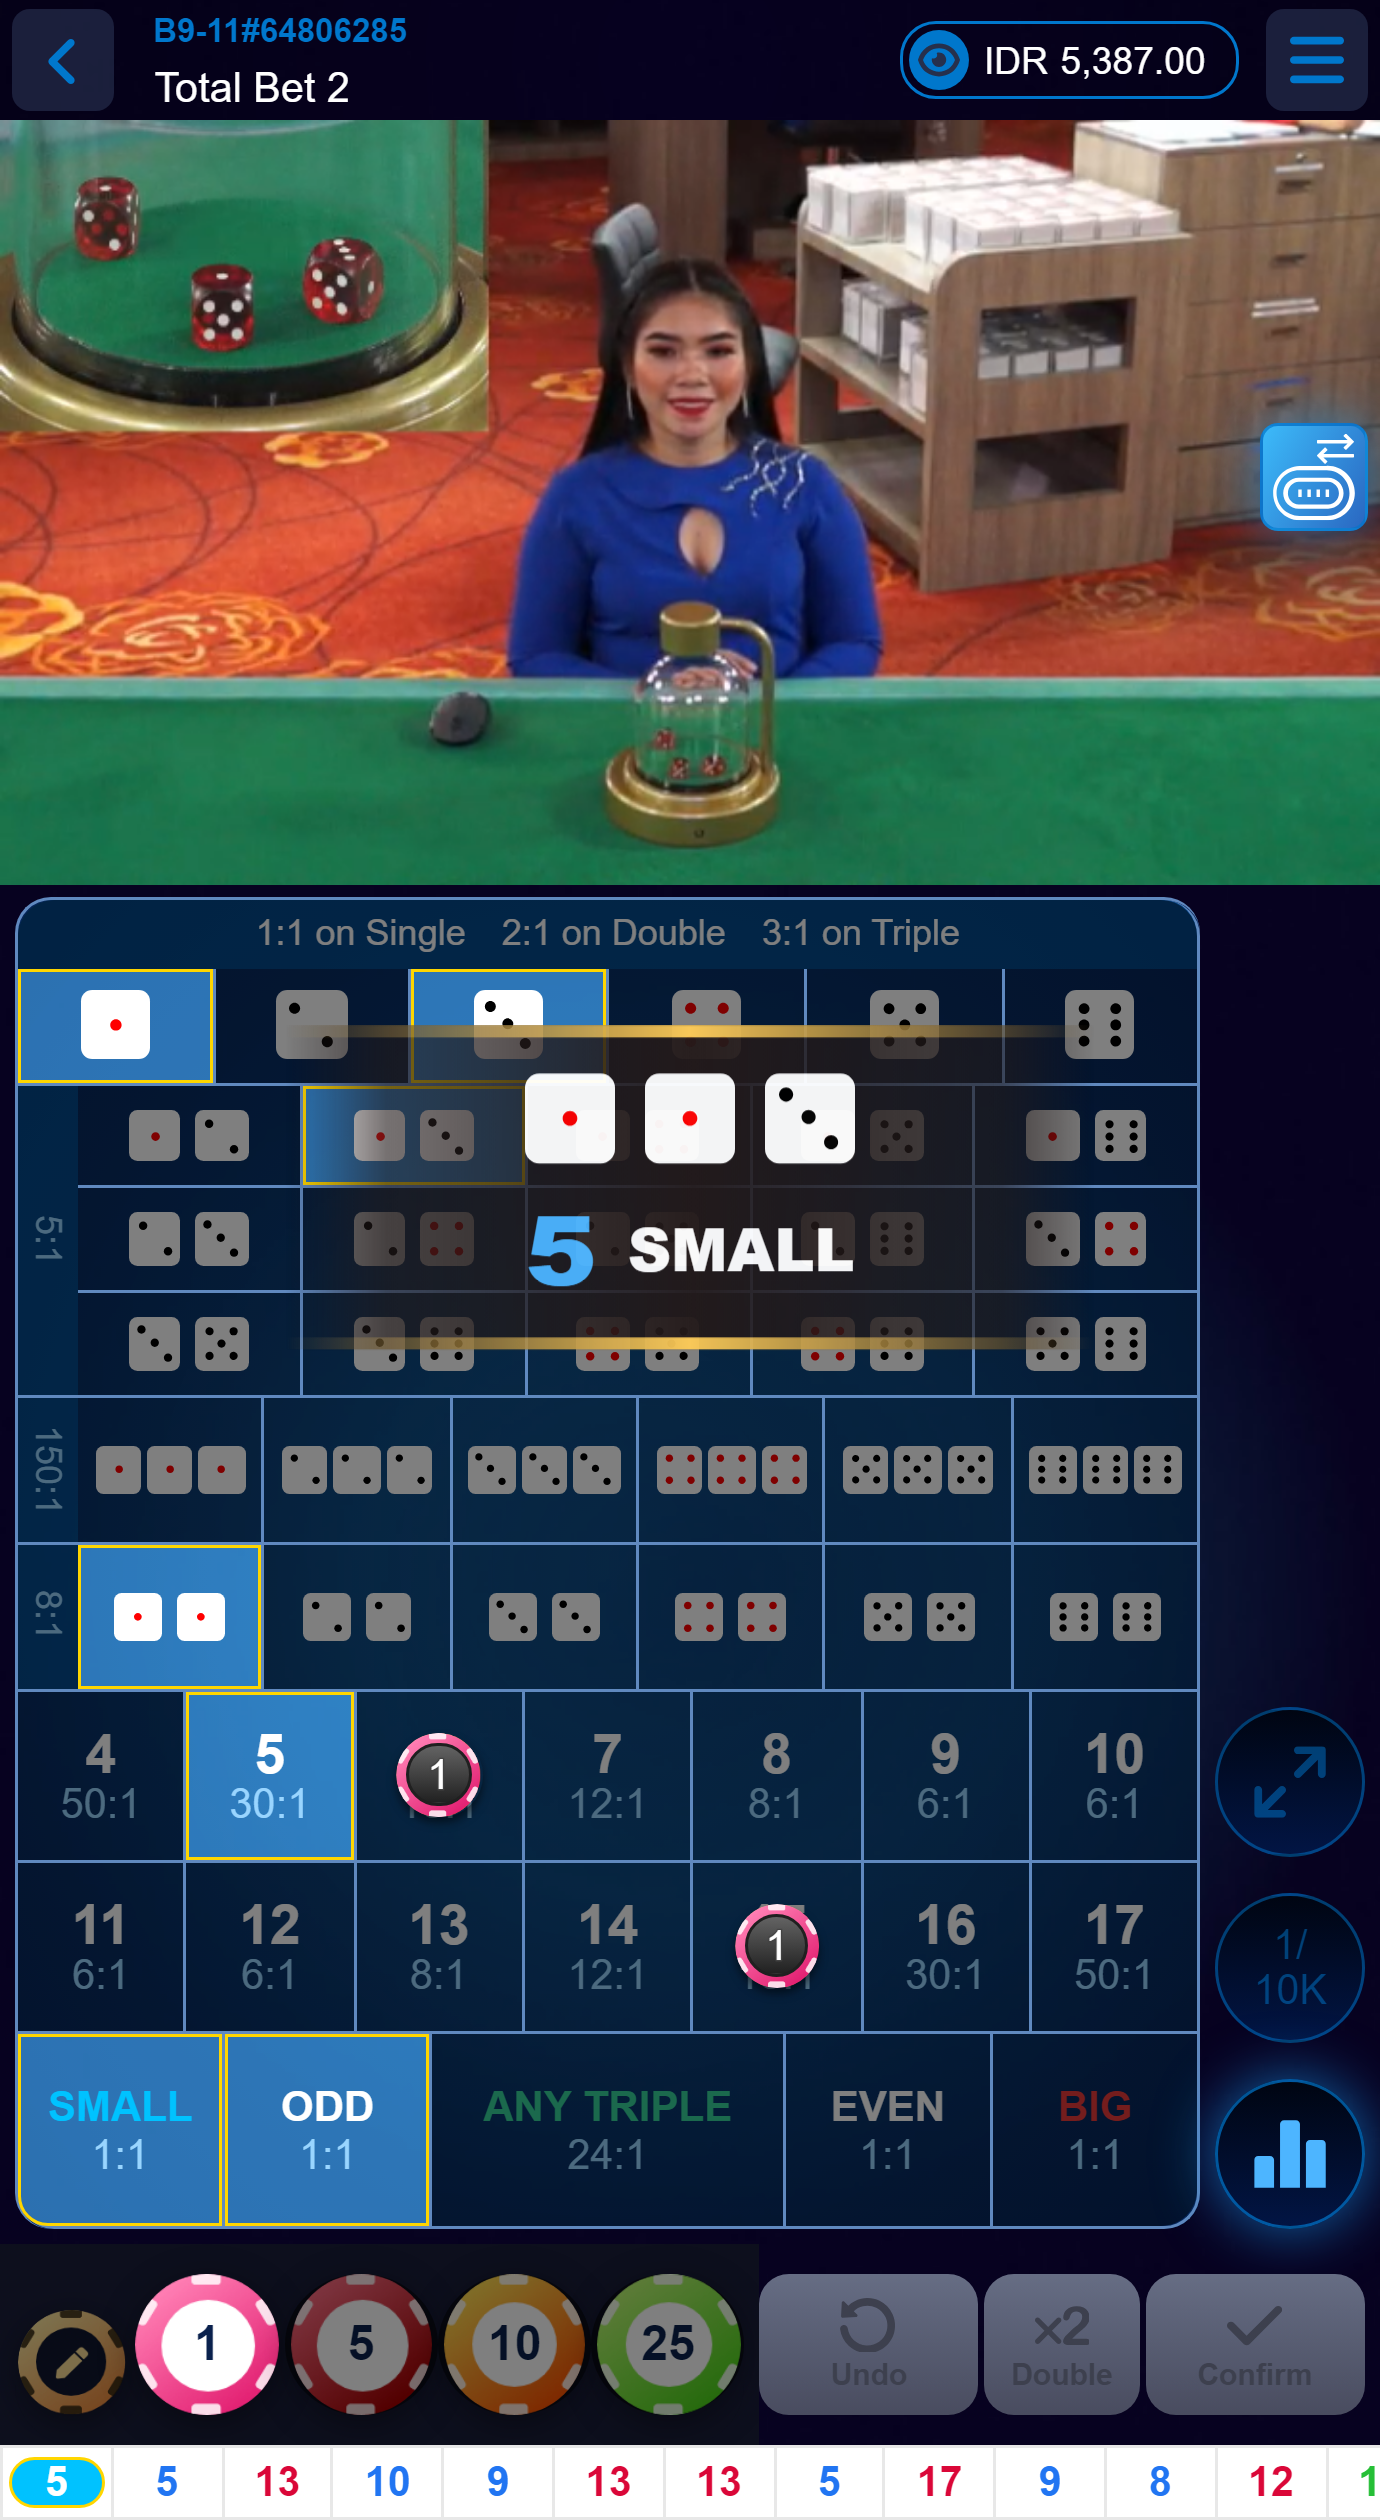 B9-11#64806285
Total Bet 2
IDR 5,387.00
1:1 on Single 2:1 on Double 3:1 on Triple
5:1
5 SMALL
150:1
8:1
4 5 1 7 8 9 10
50:1 30:1 12:1 8:1 6:1 6:1
11 12 13 14 1 16 17
6:1 6:1 8:1 12:1 30:1 50:1
1/
10K
SMALL ODD ANY TRIPLE EVEN BIG
1:1 1:1 24:1 1:1 1:1
1 5 10 25
x2
Undo Double Confirm
5 5 13 10 9 13 13 5 17 9 8 12